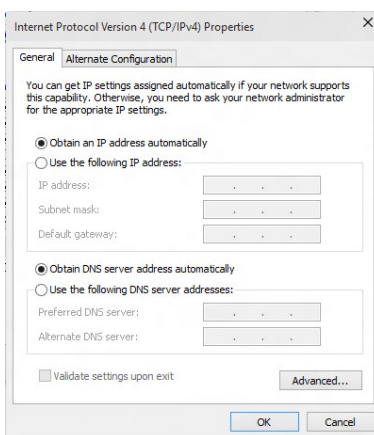 Internet Protocol Version 4 (TCP/IPv4) Properties
General
Alternate Configuration
You can get IP settings assigned automatically if your network supports
this capability. Otherwise, you need to ask your network administrator
for the appropriate IP settings.
Obtain an IP address automatically
Use the following IP address:
IP address:
Subnet mask:
Default gateway:
Obtain DNS server address automatically
Use the following DNS server addresses:
Preferred DNS server:
Alternate DNS server:
Validate settings upon exit
Advanced...
OK
Cancel